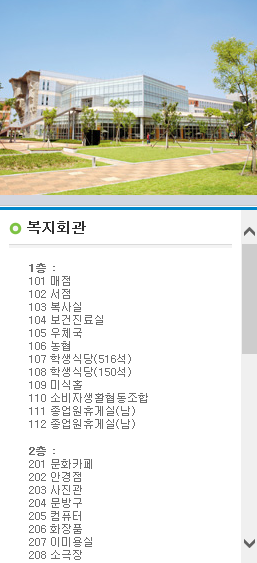 복지회관
1층 :
101 매점
102 서점
103 복사실
104 보건진료실
105 우체국
106 농협
107 학생식당(516석)
108 학생식당(150석)
109 미식홀
110 소비자생활협동조합
111 종업원휴게실(남)
112 종업원휴게실(남)
2층 :
201 문화카페
202 안경점
203 사진관
204 문방구
205 컴퓨터
206 화장품
207 이미용실
208 소극장